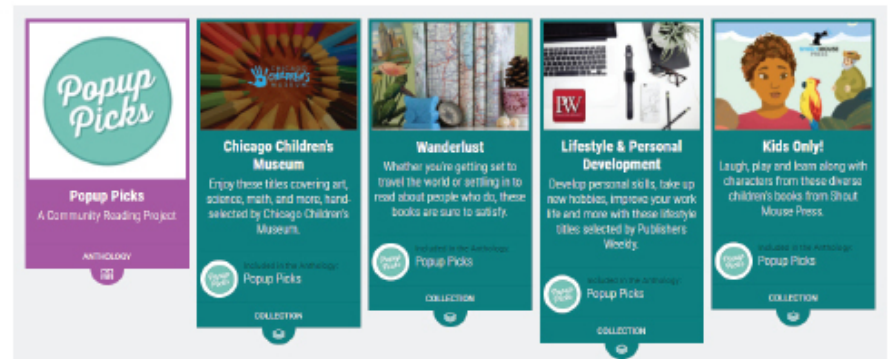 Popup
Picks
Popup Picks
A Community Reading Project
ANTHOLOGY
CHICAGO
CHILDREN'S
MUSEUM
Chicago Children's
Museum
Enjoy these titles covering art,
science, math, and more, hand-
selected by Chicago Children's
Museum.
Included in the Anthology:
Popup Picks
COLLECTION
Wanderlust
Whether you're getting set to
travel the world or settling in to
read about people who do, these
books are sure to satisfy.
Included in the Anthology:
Popup Picks
COLLECTION
PW
Lifestyle & Personal
Development
Develop personal skills, take up
new hobbies, improve your work
life and more with these lifestyle
titles selected by Publishers
Weekly.
Included in the Anthology:
Popup Picks
COLLECTION
SHOUT MOUSE
PRESS
Kids Only!
Laugh, play and learn along with
characters from these diverse
children's books from Shout
Mouse Press.
Included in the Anthology:
Popup Picks
COLLECTION